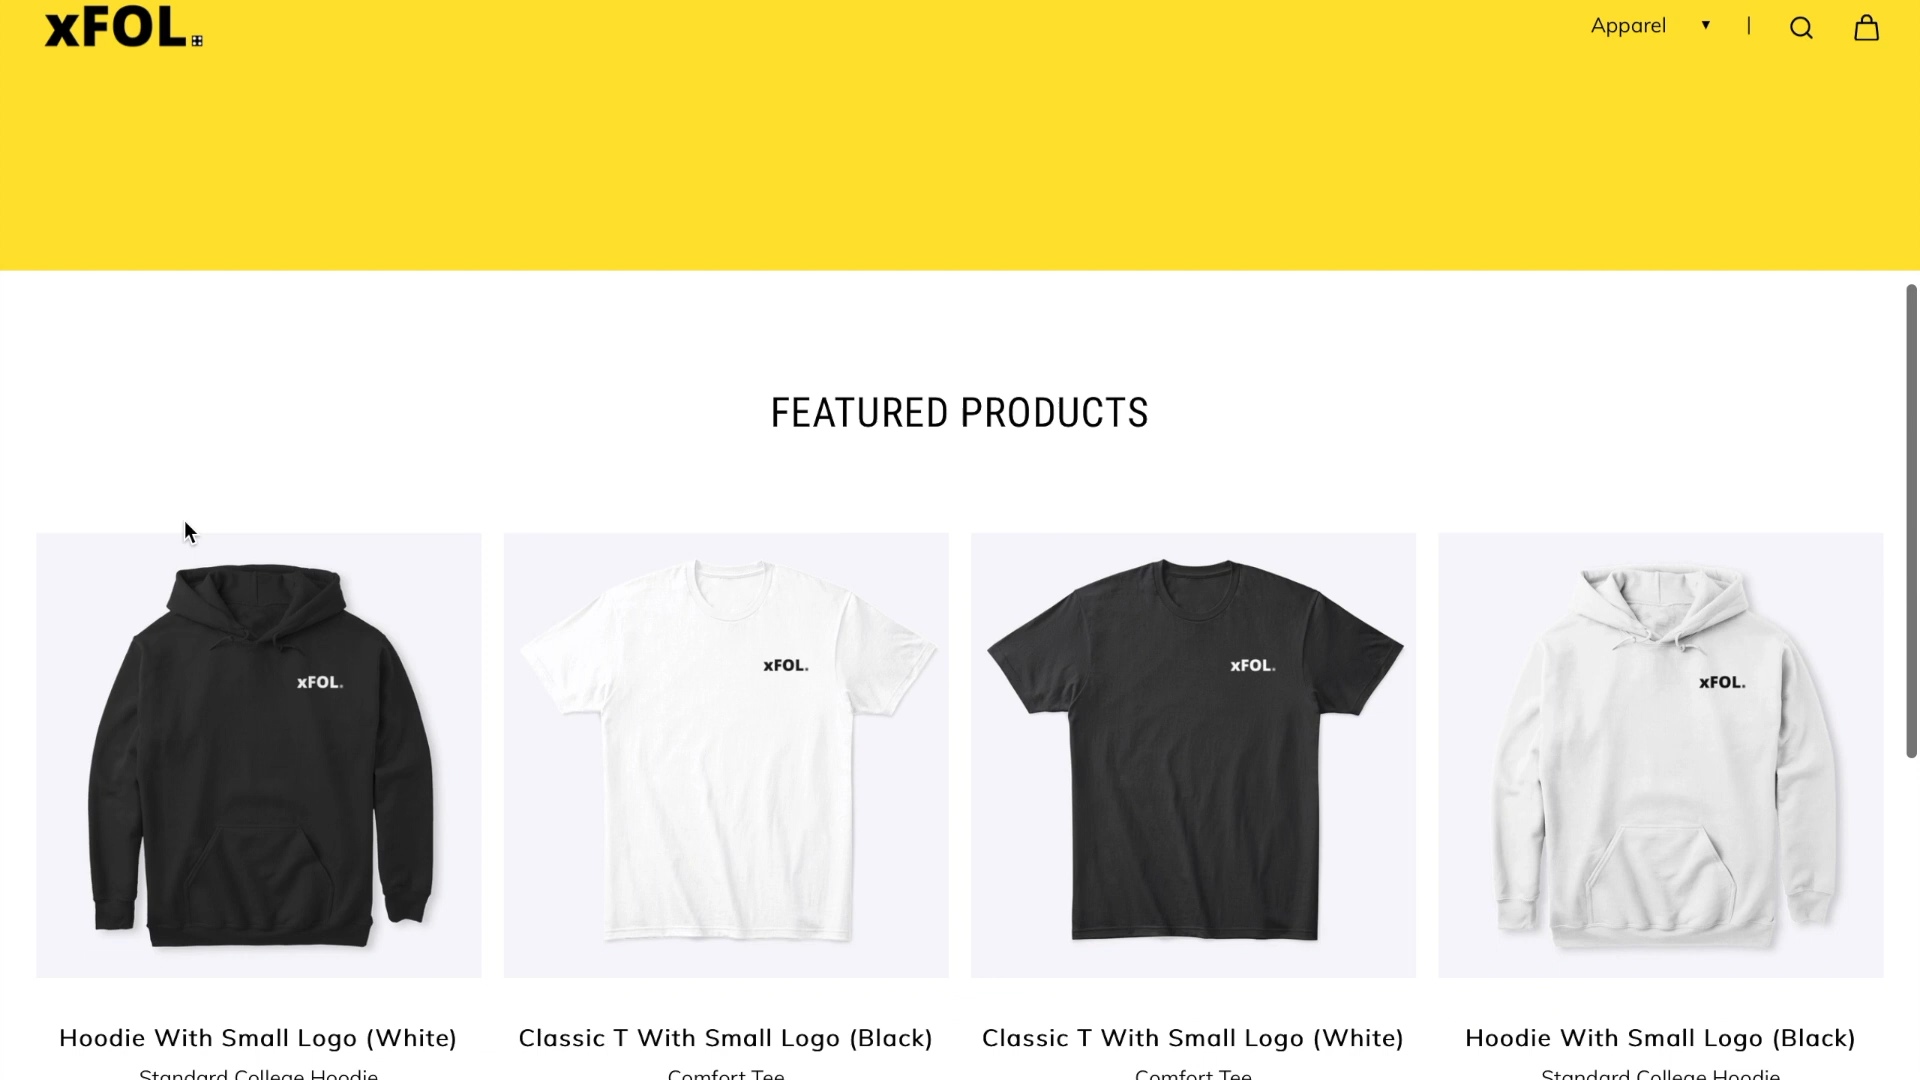 xFOL.
Apparel ▼ |
FEATURED PRODUCTS
xFOL.
xFOL.
xFOL.
xFOL.
Hoodie With Small Logo (White)
Classic T With Small Logo (Black)
Classic T With Small Logo (White)
Hoodie With Small Logo (Black)
Standard College Hoodie
Comfort Tee
Comfort Tee
Standard College Hoodie